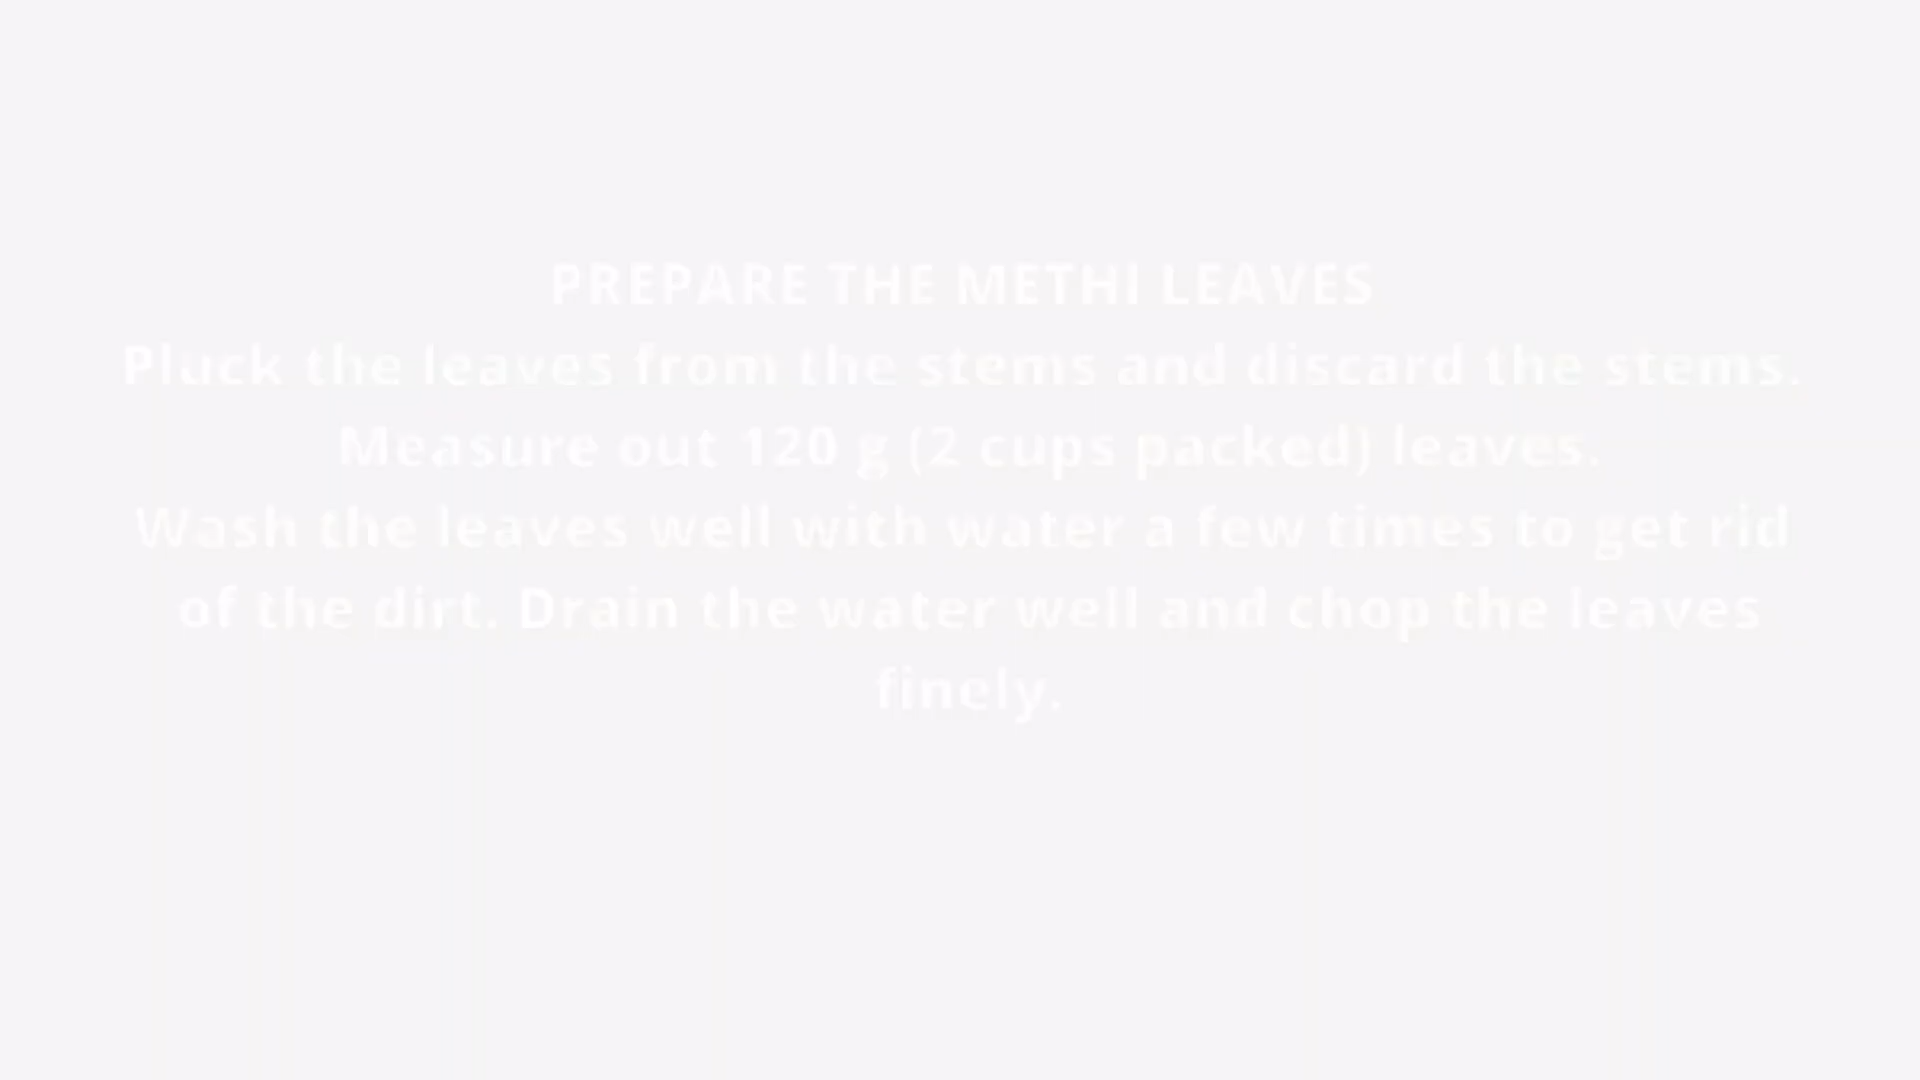 PREPARE THE METHI LEAVES
Pluck the leaves from the stems and discard the stems.
Measure out 120 g (2 cups packed) leaves.
Wash the leaves well with water a few times to get rid
of the dirt. Drain the water well and chop the leaves
finely.